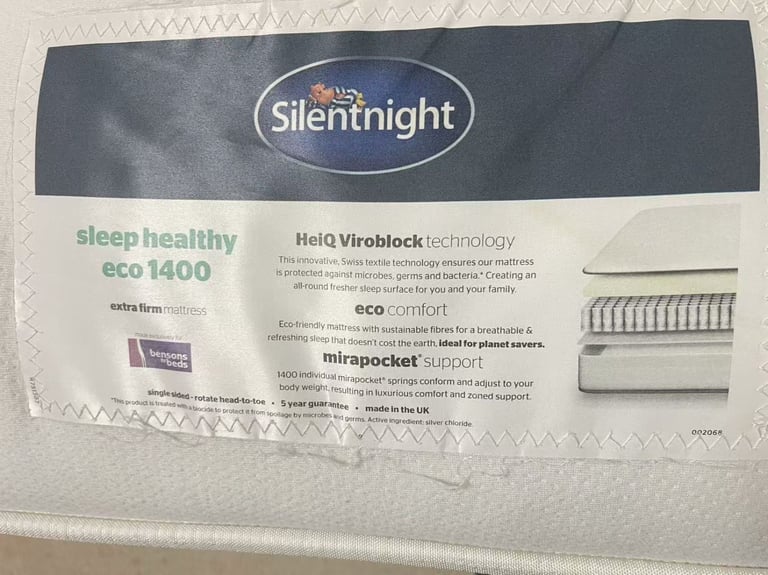 Silentnight
sleep healthy
eco 1400
extra firm mattress
made exclusively for
bensons
for beds
HeiQ Viroblock technology
This innovative, Swiss textile technology ensures our mattress
is protected against microbes, germs and bacteria.* Creating an
all-round fresher sleep surface for you and your family.
eco comfort
Eco-friendly mattress with sustainable fibres for a breathable &
refreshing sleep that doesn't cost the earth, ideal for planet savers.
mirapocket® support
1400 individual mirapocket® springs conform and adjust to your
body weight, resulting in luxurious comfort and zoned support.
single sided - rotate head-to-toe • 5 year guarantee • made in the UK
*This product is treated with a biocide to protect it from spoilage by microbes and germs. Active ingredient: silver chloride.
002068